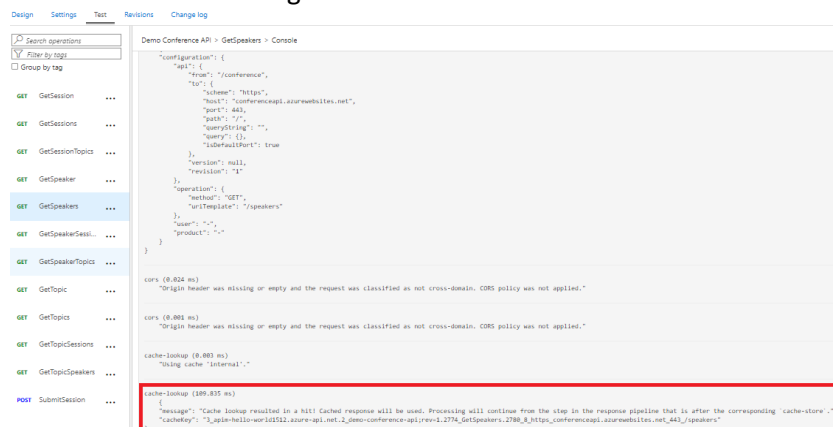 Design Settings Test Revisions Change log
Search operations
Filter by tags
Group by tag
GET GetSession ...
GET GetSessions ...
GET GetSessionTopics ...
GET GetSpeaker ...
GET GetSpeakers ...
GET GetSpeakerSessi... ...
GET GetSpeakerTopics ...
GET GetTopic ...
GET GetTopics ...
GET GetTopicSessions ...
GET GetTopicSpeakers ...
POST SubmitSession ...
Demo Conference API > GetSpeakers > Console
"configuration": {
"api": {
"from": "/conference",
"to": {
"scheme": "https",
"host": "conferenceapi.azurewebsites.net",
"port": 443,
"path": "/",
"queryString": "",
"query": {},
"isDefaultPort": true
},
"version": null,
"revision": "1"
},
"operation": {
"method": "GET",
"uriTemplate": "/speakers"
},
"user": "-",
"product": "-"
}
}
cors (0.024 ms)
"Origin header was missing or empty and the request was classified as not cross-domain. CORS policy was not applied."
cors (0.001 ms)
"Origin header was missing or empty and the request was classified as not cross-domain. CORS policy was not applied."
cache-lookup (0.003 ms)
"Using cache 'internal'."
cache-lookup (109.835 ms)
{
"message": "Cache lookup resulted in a hit! Cached response will be used. Processing will continue from the step in the response pipeline that is after the corresponding `cache-store`."
"cacheKey": "3_apim-hello-world1512.azure-api.net.2_demo-conference-api;rev-1.2774_GetSpeakers.2780_8_https_conferenceapi.azurewebsites.net_443_/speakers"